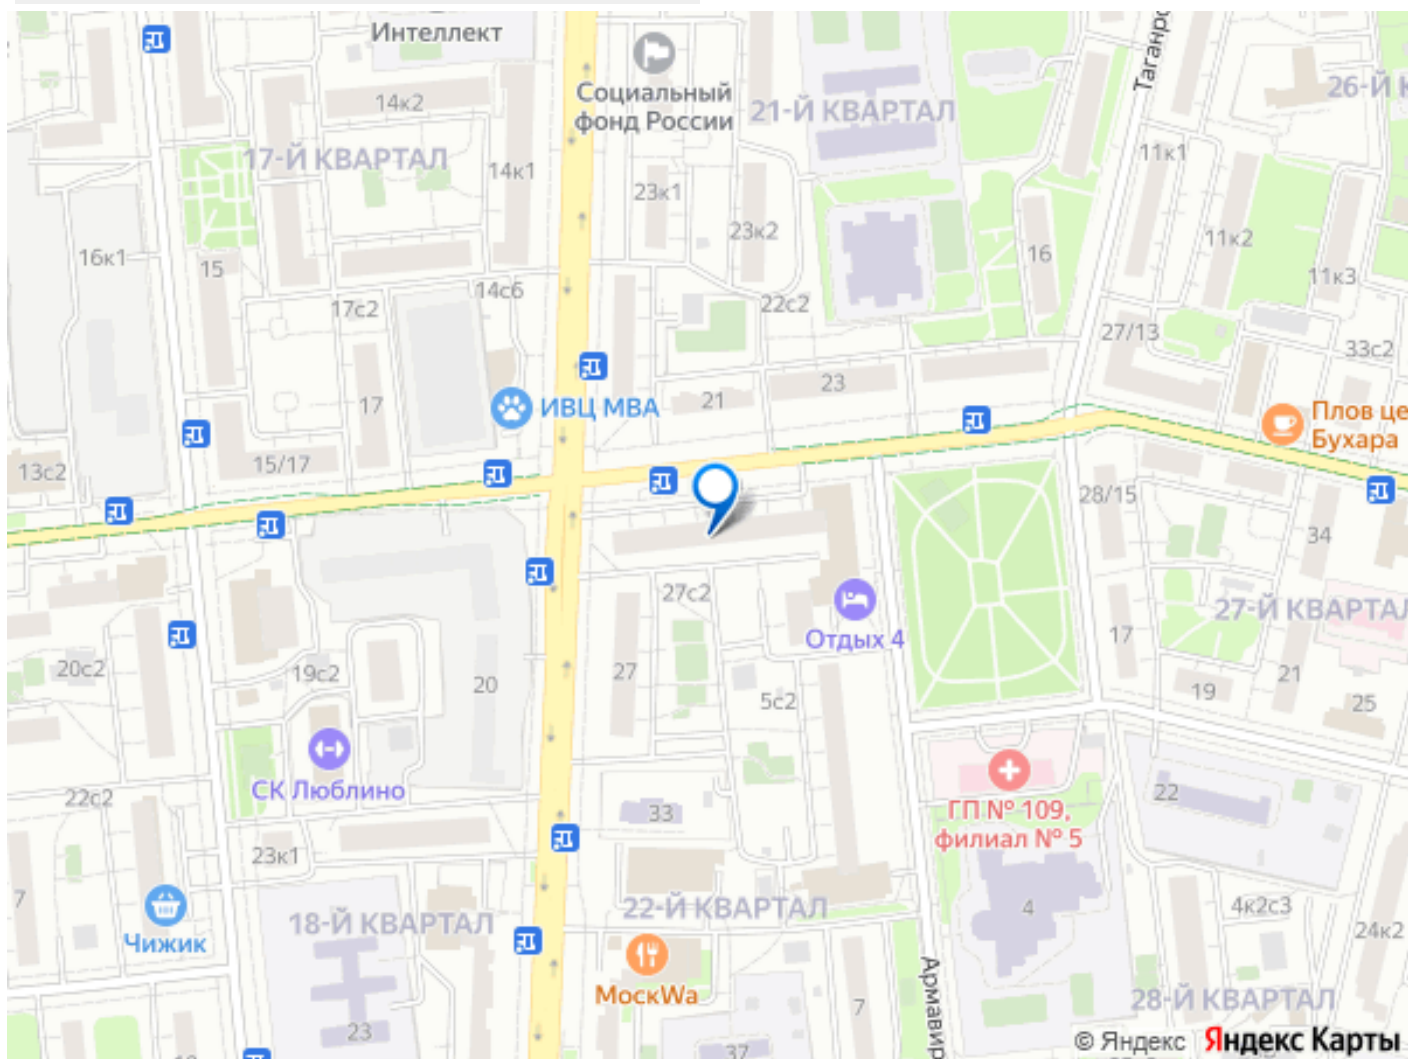 Интеллект
Социальный
фонд России
21-Й КВАРТАЛ
Таганро
26-Й К
14к2
17-Й КВАРТАЛ
14к1
23к1
11к1
16к1
15
23к2
16
11к2
11к3
17с2
14с6
22с2
27/13
33с2
17
ИВЦ МВА
21
23
Плов це
Бухара
13с2
15/17
28/15
34
27с2
27-Й КВАРТАЛ
Отдых 4
17
20с2
19с2
20
27
5с2
19
21
25
СК Люблино
22с2
33
ГП № 109,
филиал № 5
22
23к1
7
18-Й КВАРТАЛ
22-Й КВАРТАЛ
4
4к2с3
24к2
Чижик
МоскWa
Армавир
7
28-Й КВАРТАЛ
23
37
© Яндекс Яндекс Карты